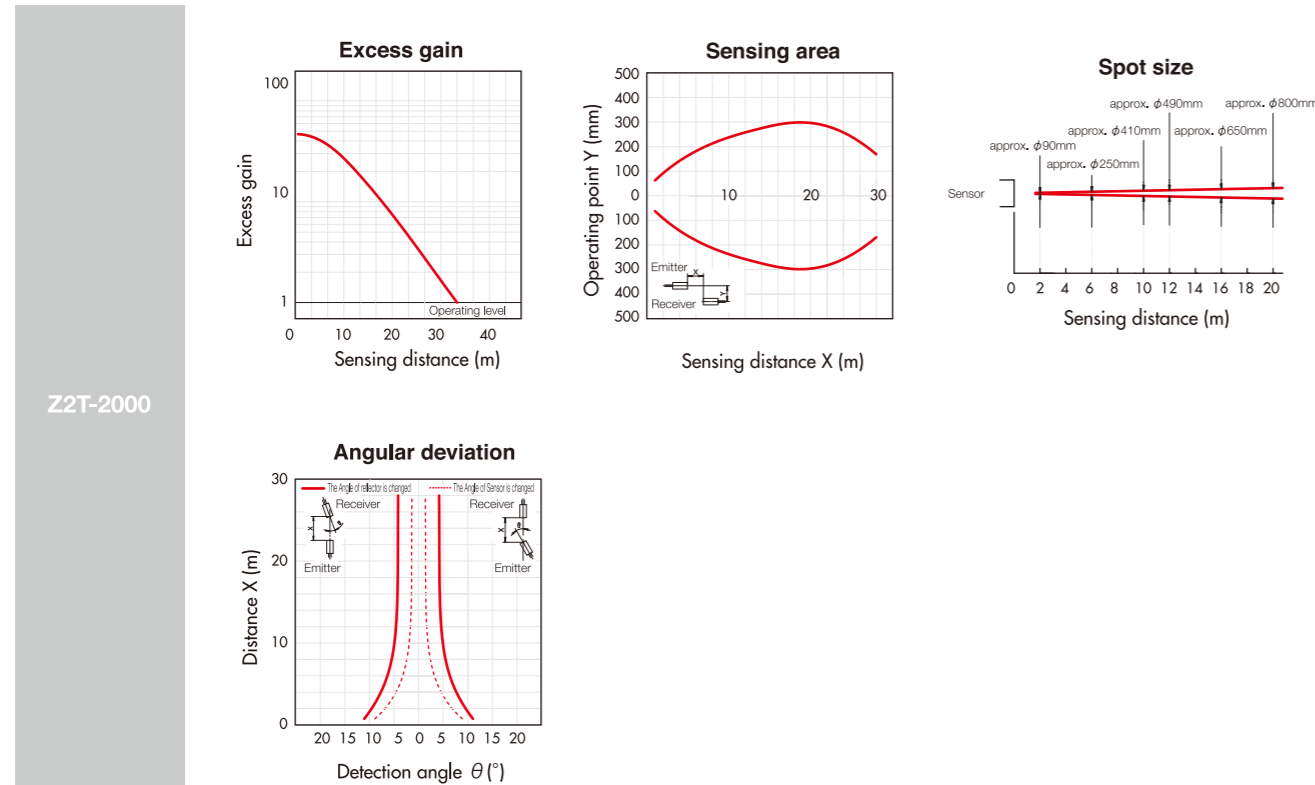 Z2T-2000
Excess gain
100
10
1
Excess gain
Operating level
0 10 20 30 40
Sensing distance (m)
Sensing area
500
400
300
200
100
0
100
200
300
400
500
Operating point Y (mm)
10 20 30
Emitter
X
Y
Receiver
Sensing distance X (m)
Spot size
approx. ϕ490mm approx. ϕ800mm
approx. ϕ410mm approx. ϕ650mm
approx. ϕ90mm
approx. ϕ250mm
Sensor
0 2 4 6 8 10 12 14 16 18 20
Sensing distance (m)
Angular deviation
30
20
10
0
Distance X (m)
The Angle of reflector is changed The Angle of Sensor is changed
Receiver Receiver
X θ X θ
Emitter Emitter
20 15 10 5 0 5 10 15 20
Detection angle θ (°)